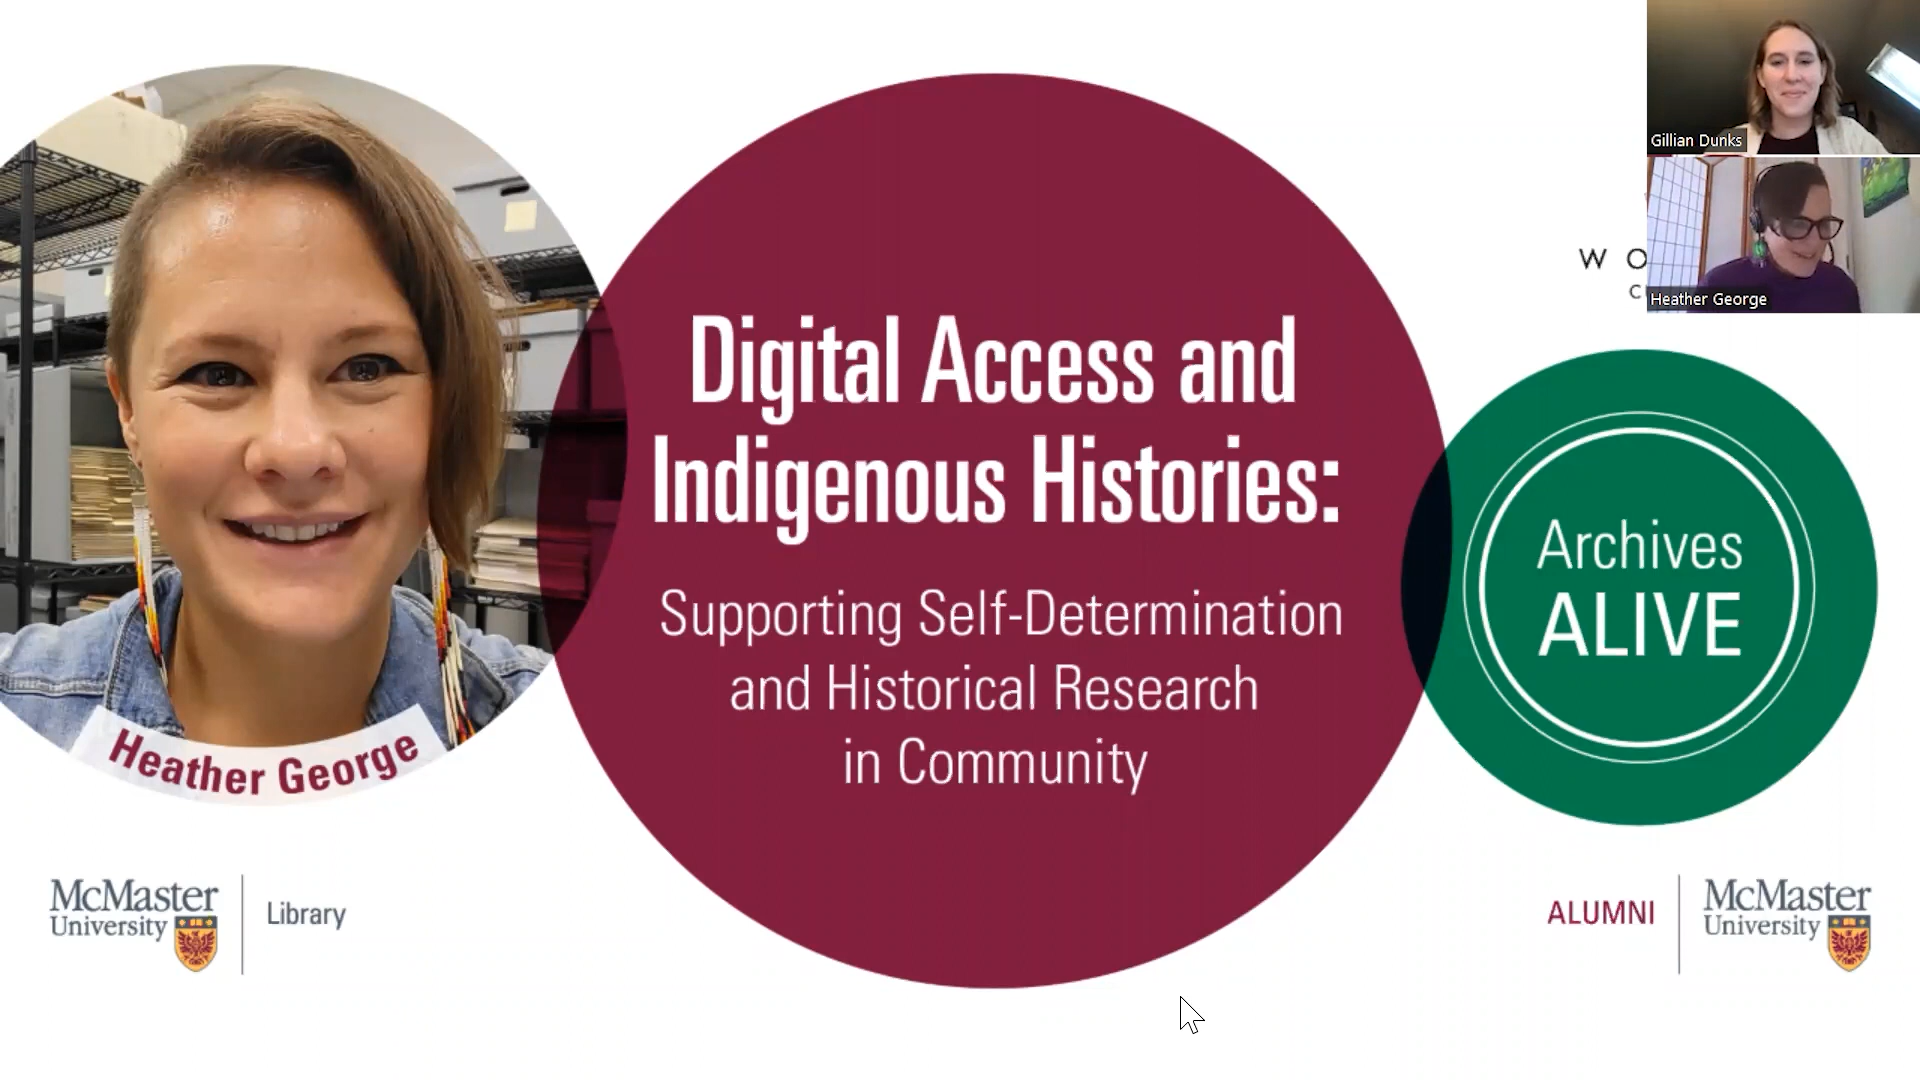 Gillian Dunks
Heather George
W O
C
Digital Access and
Indigenous Histories:
Supporting Self-Determination
and Historical Research
in Community
Archives
ALIVE
Heather George
McMaster
University
Library
ALUMNI
McMaster
University